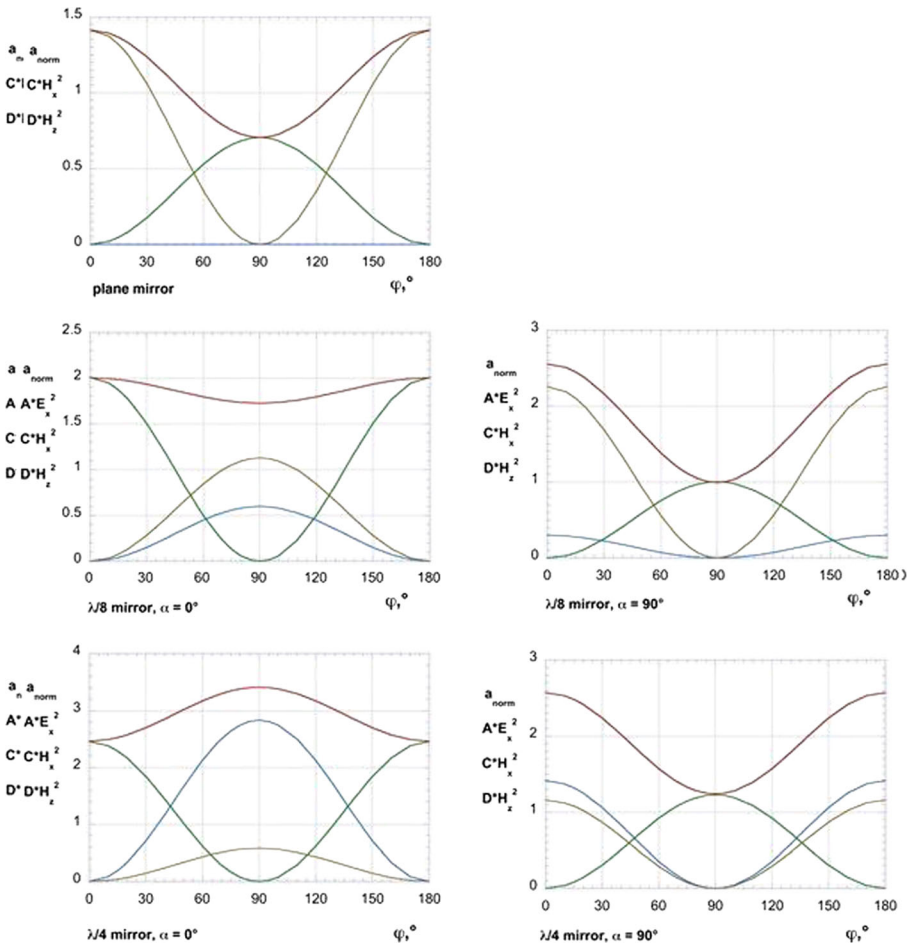 1.5
a_n, a_norm
C*I C*H_x^2
1
D*I D*H_z^2
0.5
0
0 30 60 90 120 150 180
plane mirror φ,°
2.5
a a_norm
2
A A*E_x^2
1.5
C C*H_x^2
1
D D*H_z^2
0.5
0
0 30 60 90 120 150 180
λ/8 mirror, α = 0° φ,°
3
a_norm
A*E_x^2
2
C*H_x^2
1
D*H_z^2
0
0 30 60 90 120 150 180)
λ/8 mirror, α = 90° φ,°
4
a_n a_norm
3
A* A*E_x^2
C* C*H_x^2
2
D* D*H_z^2
1
0
0 30 60 90 120 150 180
λ/4 mirror, α = 0° φ,°
3
a_norm
A*E_x^2
2
C*H_x^2
D*H_z^2
1
0
0 30 60 90 120 150 180
λ/4 mirror, α = 90° φ,°